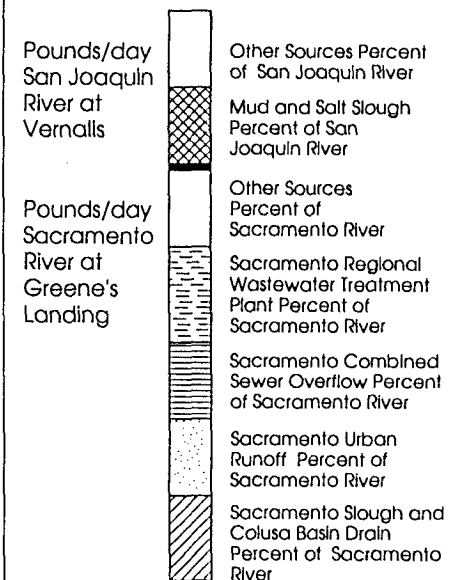 Pounds/day
San Joaquin
River at
Vernalis
Other Sources Percent
of San Joaquin River
Mud and Salt Slough
Percent of San
Joaquin River
Pounds/day
Sacramento
River at
Greene's
Landing
Other Sources
Percent of
Sacramento River
Sacramento Regional
Wastewater Treatment
Plant Percent of
Sacramento River
Sacramento Combined
Sewer Overflow Percent
of Sacramento River
Sacramento Urban
Runoff Percent of
Sacramento River
Sacramento Slough and
Colusa Basin Drain
Percent of Sacramento
River